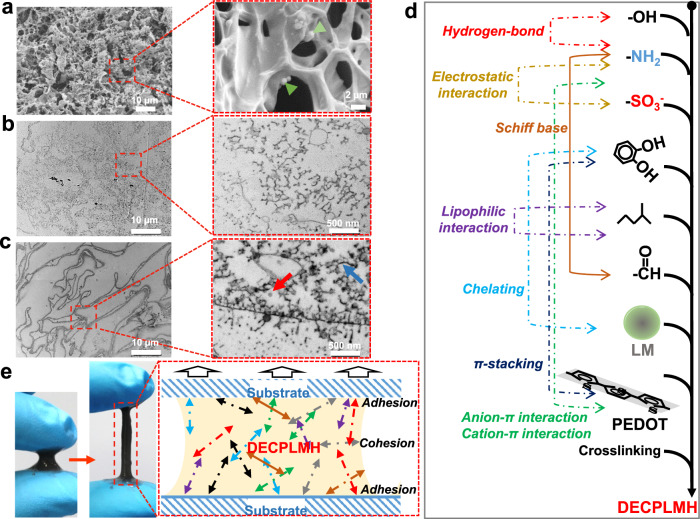 a
10 μm
2 μm
b
10 μm
500 nm
c
10 μm
500 nm
e
Substrate
Adhesion
DECPLMH
Cohesion
Adhesion
Substrate
d
Hydrogen-bond
Electrostatic
interaction
Schiff base
Lipophilic
interaction
Chelating
π-stacking
Anion-π interaction
Cation-π interaction
-OH
-NH₂
-SO₃⁻
OH
OH
O
-CH
LM
PEDOT
Crosslinking
DECPLMH